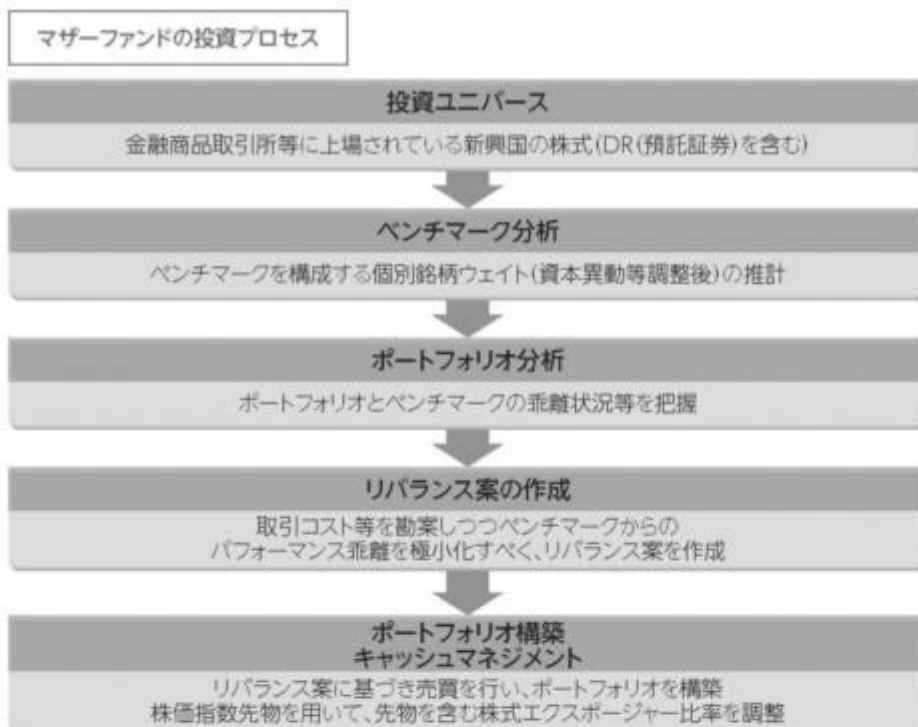 マザーファンドの投資プロセス
投資ユニバース
金融商品取引所等に上場されている新興国の株式(DR(預託証券)を含む)
ベンチマーク分析
ベンチマークを構成する個別銘柄ウェイト(資本異動等調整後)の推計
ポートフォリオ分析
ポートフォリオとベンチマークの乖離状況等を把握
リバランス案の作成
取引コスト等を勘案しつつベンチマークからの
パフォーマンス乖離を極小化すべく、リバランス案を作成
ポートフォリオ構築
キャッシュマネジメント
リバランス案に基づき売買を行い、ポートフォリオを構築
株価指数先物を用いて、先物を含む株式エクスポージャー比率を調整